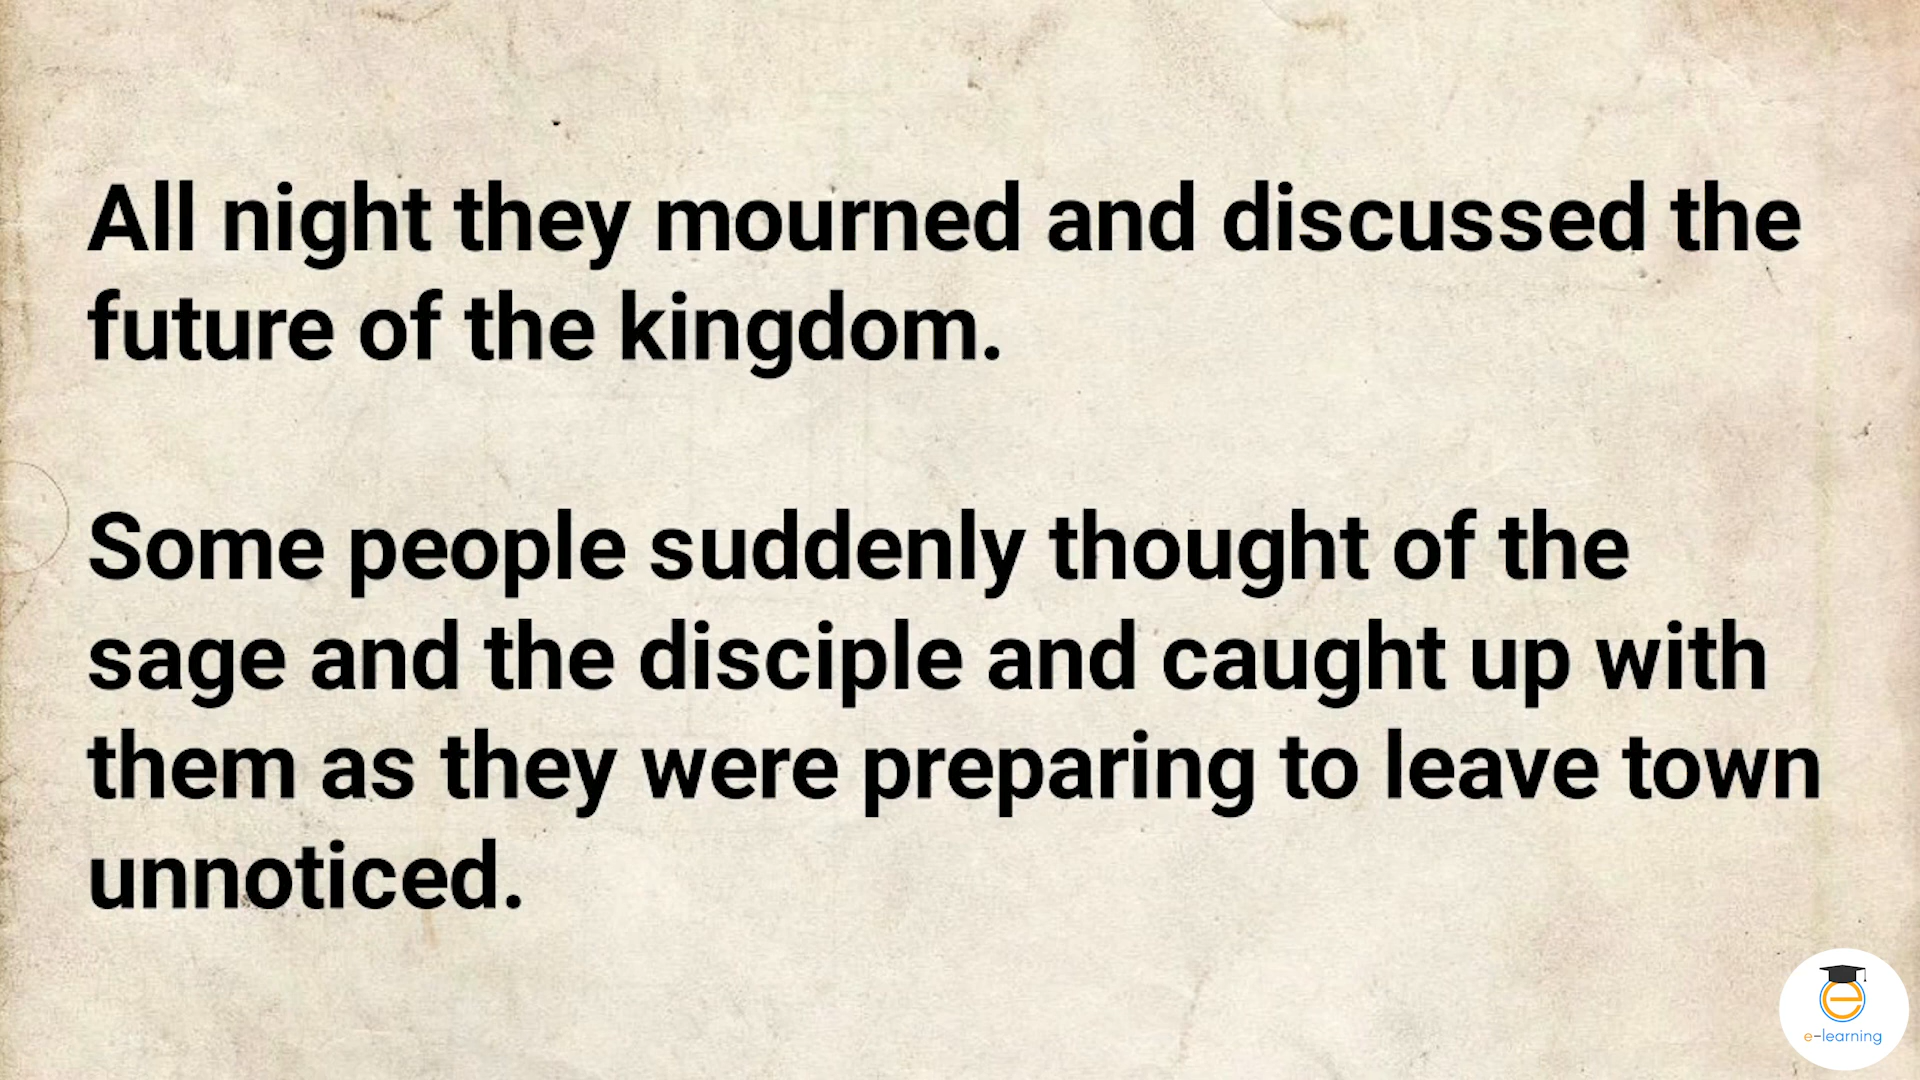 All night they mourned and discussed the
future of the kingdom.
Some people suddenly thought of the
sage and the disciple and caught up with
them as they were preparing to leave town
unnoticed.
e
e-learning